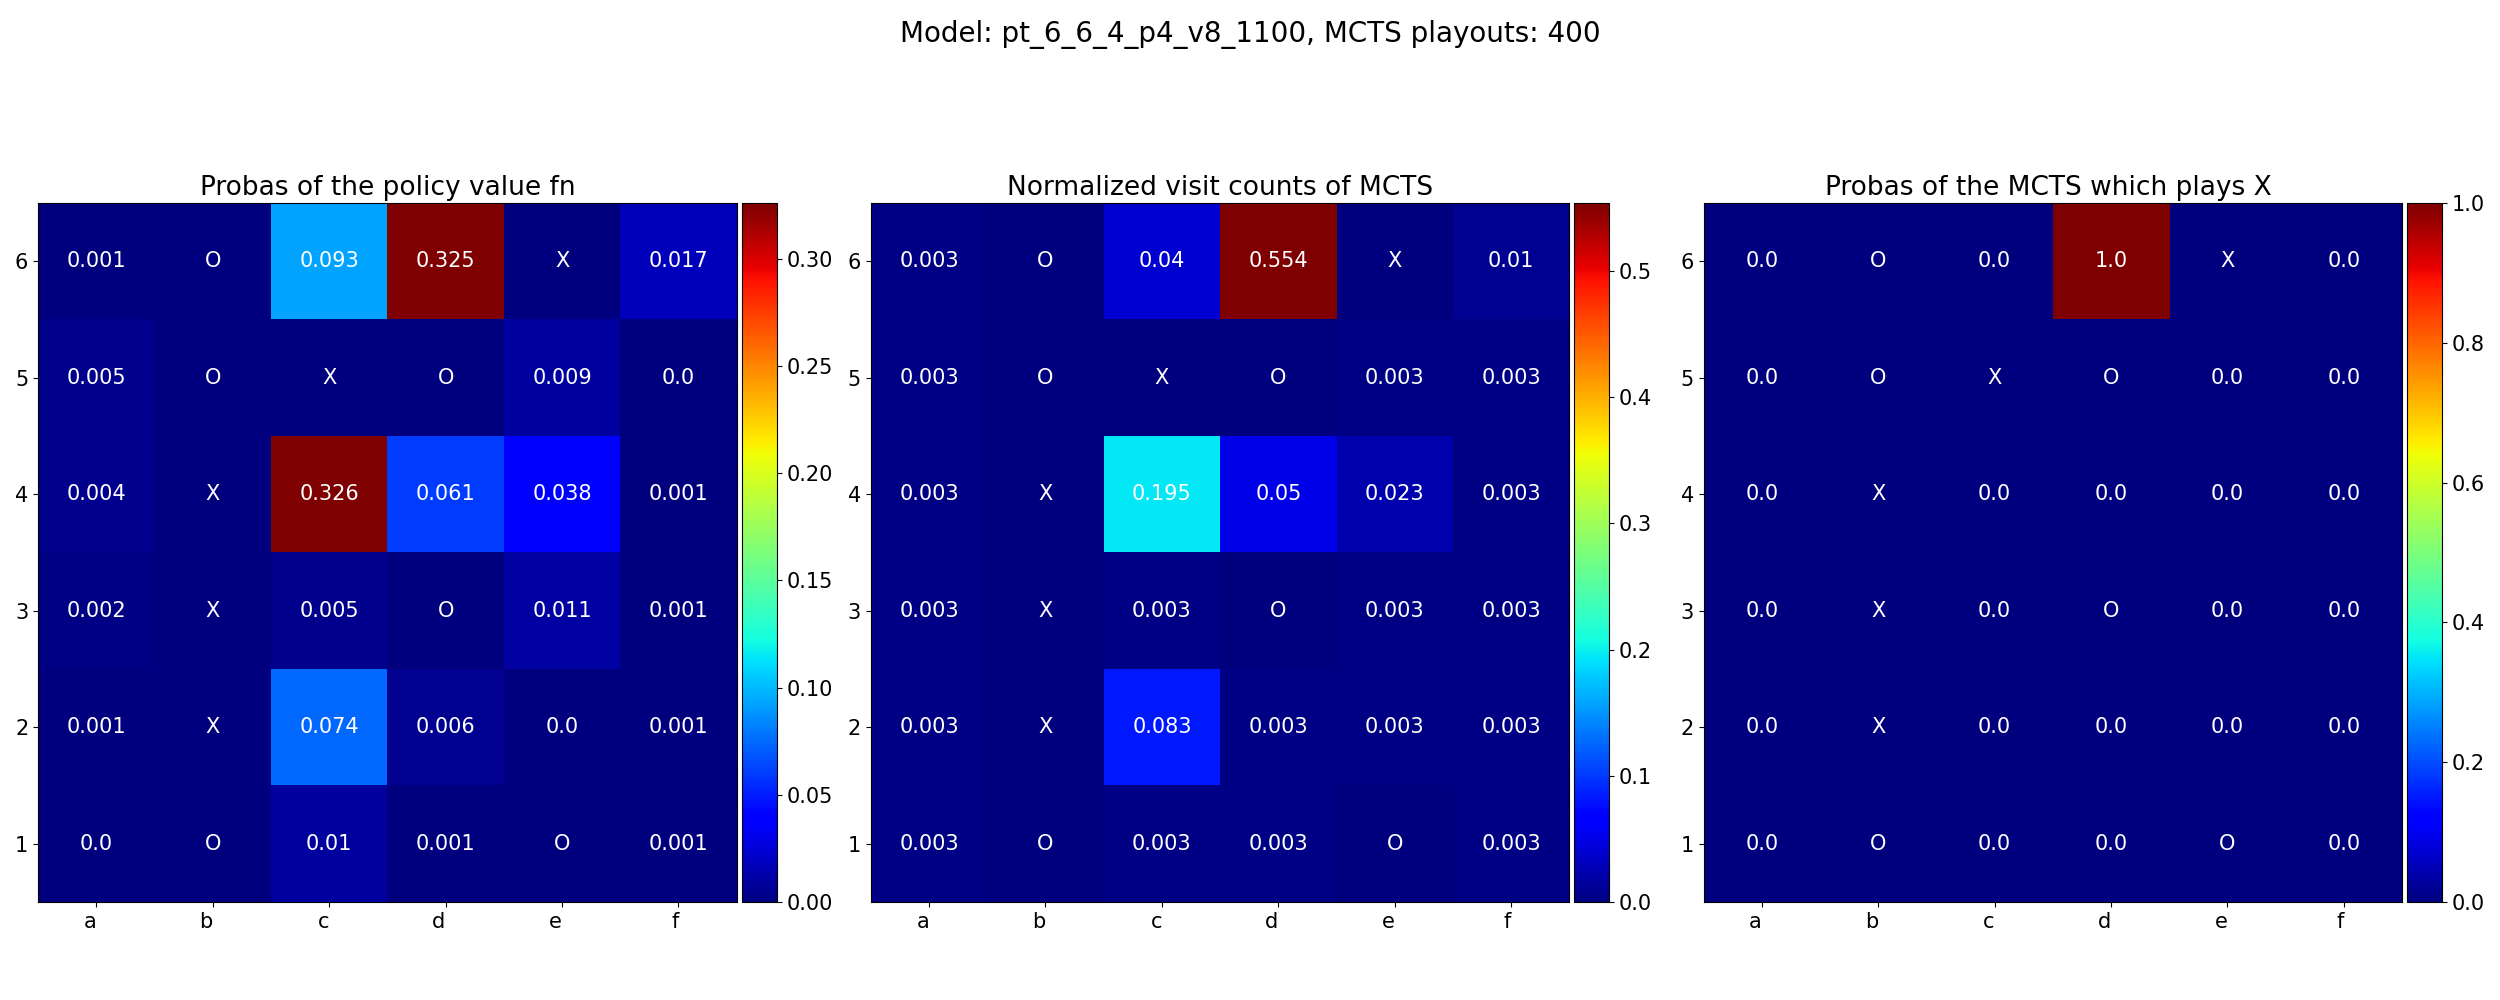 Model: pt_6_6_4_p4_v8_1100, MCTS playouts: 400
Probas of the policy value fn
6 0.001 O 0.093 0.325 X 0.017
5 0.005 O X O 0.009 0.0
4 0.004 X 0.326 0.061 0.038 0.001
3 0.002 X 0.005 O 0.011 0.001
2 0.001 X 0.074 0.006 0.0 0.001
1 0.0 O 0.01 0.001 O 0.001
a b c d e f
0.30
0.25
0.20
0.15
0.10
0.05
0.00
Normalized visit counts of MCTS
6 0.003 O 0.04 0.554 X 0.01
5 0.003 O X O 0.003 0.003
4 0.003 X 0.195 0.05 0.023 0.003
3 0.003 X 0.003 O 0.003 0.003
2 0.003 X 0.083 0.003 0.003 0.003
1 0.003 O 0.003 0.003 O 0.003
a b c d e f
0.5
0.4
0.3
0.2
0.1
0.0
Probas of the MCTS which plays X
6 0.0 O 0.0 1.0 X 0.0
5 0.0 O X O 0.0 0.0
4 0.0 X 0.0 0.0 0.0 0.0
3 0.0 X 0.0 O 0.0 0.0
2 0.0 X 0.0 0.0 0.0 0.0
1 0.0 O 0.0 0.0 O 0.0
a b c d e f
1.0
0.8
0.6
0.4
0.2
0.0